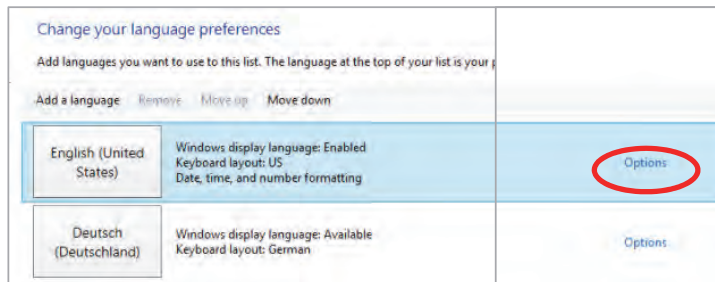 Change your language preferences
Add languages you want to use to this list. The language at the top of your list is your
Add a language Remove Move up Move down
English (United States)
Windows display language: Enabled
Keyboard layout: US
Date, time, and number formatting
Options
Deutsch (Deutschland)
Windows display language: Available
Keyboard layout: German
Options